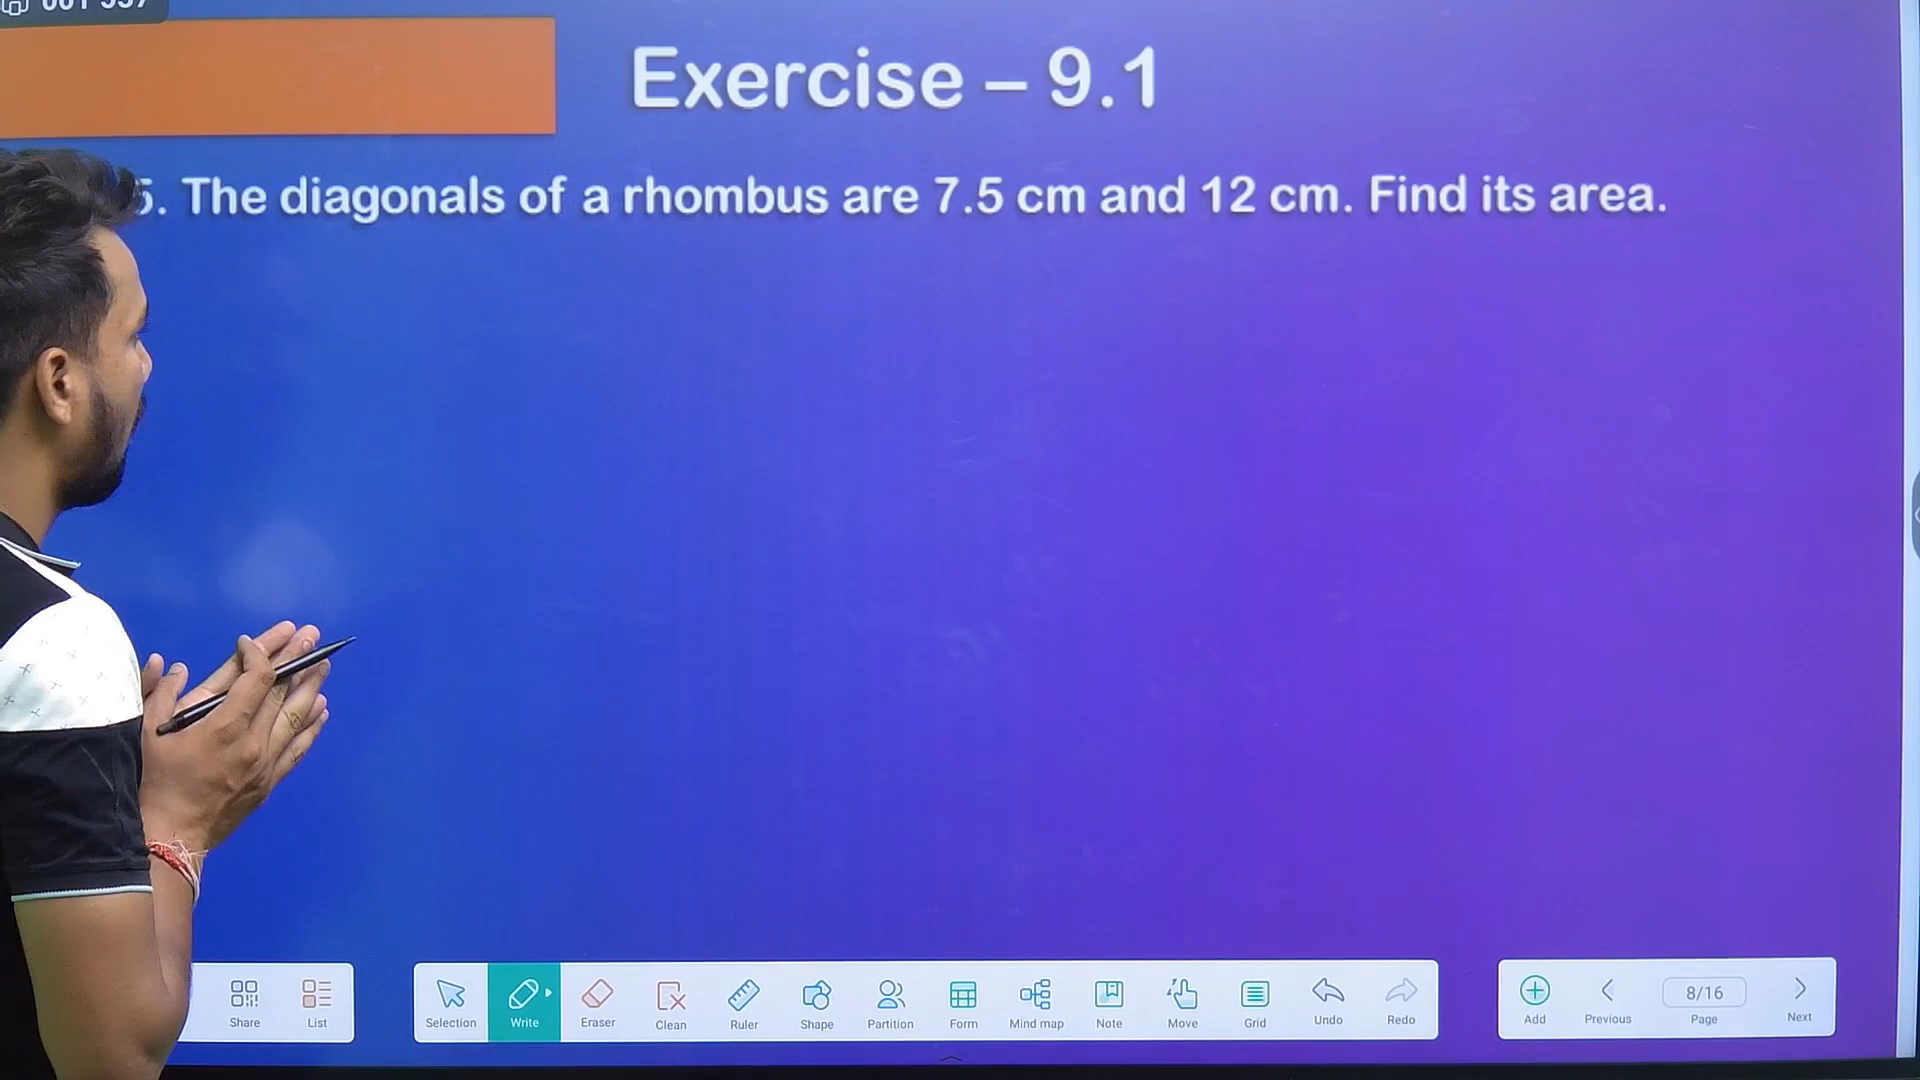 Exercise – 9.1
5. The diagonals of a rhombus are 7.5 cm and 12 cm. Find its area.
Share
List
Selection
Write
Eraser
Clean
Ruler
Shape
Partition
Form
Mind map
Note
Move
Grid
Undo
Redo
Add
Previous
8/16
Page
Next